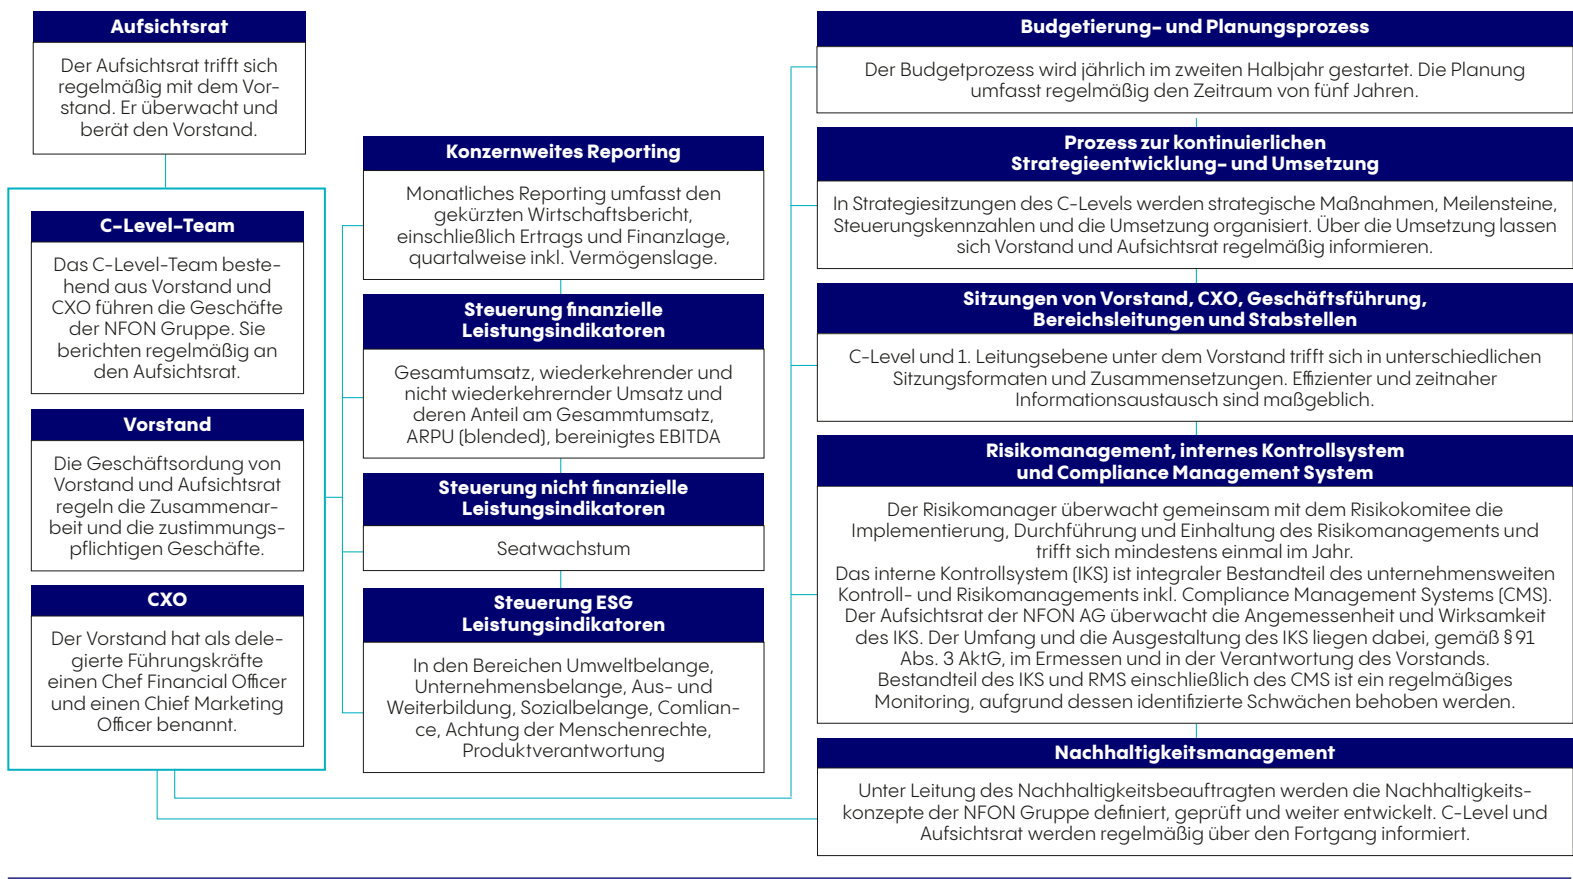 Aufsichtsrat
Der Aufsichtsrat trifft sich
regelmäßig mit dem Vor-
stand. Er überwacht und
berät den Vorstand.
C-Level-Team
Das C-Level-Team beste-
hend aus Vorstand und
CXO führen die Geschäfte
der NFON Gruppe. Sie
berichten regelmäßig an
den Aufsichtsrat.
Vorstand
Die Geschäftsordung von
Vorstand und Aufsichtsrat
regeln die Zusammenar-
beit und die zustimmungs-
pflichtigen Geschäfte.
CXO
Der Vorstand hat als dele-
gierte Führungskräfte
einen Chef Financial Officer
und einen Chief Marketing
Officer benannt.
Konzernweites Reporting
Monatliches Reporting umfasst den
gekürzten Wirtschaftsbericht,
einschließlich Ertrags und Finanzlage,
quartalweise inkl. Vermögenslage.
Steuerung finanzielle
Leistungsindikatoren
Gesamtumsatz, wiederkehrender und
nicht wiederkehrernder Umsatz und
deren Anteil am Gesammtumsatz,
ARPU (blended), bereinigtes EBITDA
Steuerung nicht finanzielle
Leistungsindikatoren
Seatwachstum
Steuerung ESG
Leistungsindikatoren
In den Bereichen Umweltbelange,
Unternehmensbelange, Aus- und
Weiterbildung, Sozialbelange, Comlian-
ce, Achtung der Menschenrechte,
Produktverantwortung
Budgetierung- und Planungsprozess
Der Budgetprozess wird jährlich im zweiten Halbjahr gestartet. Die Planung
umfasst regelmäßig den Zeitraum von fünf Jahren.
Prozess zur kontinuierlichen
Strategieentwicklung- und Umsetzung
In Strategiesitzungen des C-Levels werden strategische Maßnahmen, Meilensteine,
Steuerungskennzahlen und die Umsetzung organisiert. Über die Umsetzung lassen
sich Vorstand und Aufsichtsrat regelmäßig informieren.
Sitzungen von Vorstand, CXO, Geschäftsführung,
Bereichsleitungen und Stabstellen
C-Level und 1. Leitungsebene unter dem Vorstand trifft sich in unterschiedlichen
Sitzungsformaten und Zusammensetzungen. Effizienter und zeitnaher
Informationsaustausch sind maßgeblich.
Risikomanagement, internes Kontrollsystem
und Compliance Management System
Der Risikomanager überwacht gemeinsam mit dem Risikokomitee die
Implementierung, Durchführung und Einhaltung des Risikomanagements und
trifft sich mindestens einmal im Jahr.
Das interne Kontrollsystem (IKS) ist integraler Bestandteil des unternehmensweiten
Kontroll- und Risikomanagements inkl. Compliance Management Systems (CMS).
Der Aufsichtsrat der NFON AG überwacht die Angemessenheit und Wirksamkeit
des IKS. Der Umfang und die Ausgestaltung des IKS liegen dabei, gemäß § 91
Abs. 3 AktG, im Ermessen und in der Verantwortung des Vorstands.
Bestandteil des IKS und RMS einschließlich des CMS ist ein regelmäßiges
Monitoring, aufgrund dessen identifizierte Schwächen behoben werden.
Nachhaltigkeitsmanagement
Unter Leitung des Nachhaltigkeitsbeauftragten werden die Nachhaltigkeits-
konzepte der NFON Gruppe definiert, geprüft und weiter entwickelt. C-Level und
Aufsichtsrat werden regelmäßig über den Fortgang informiert.